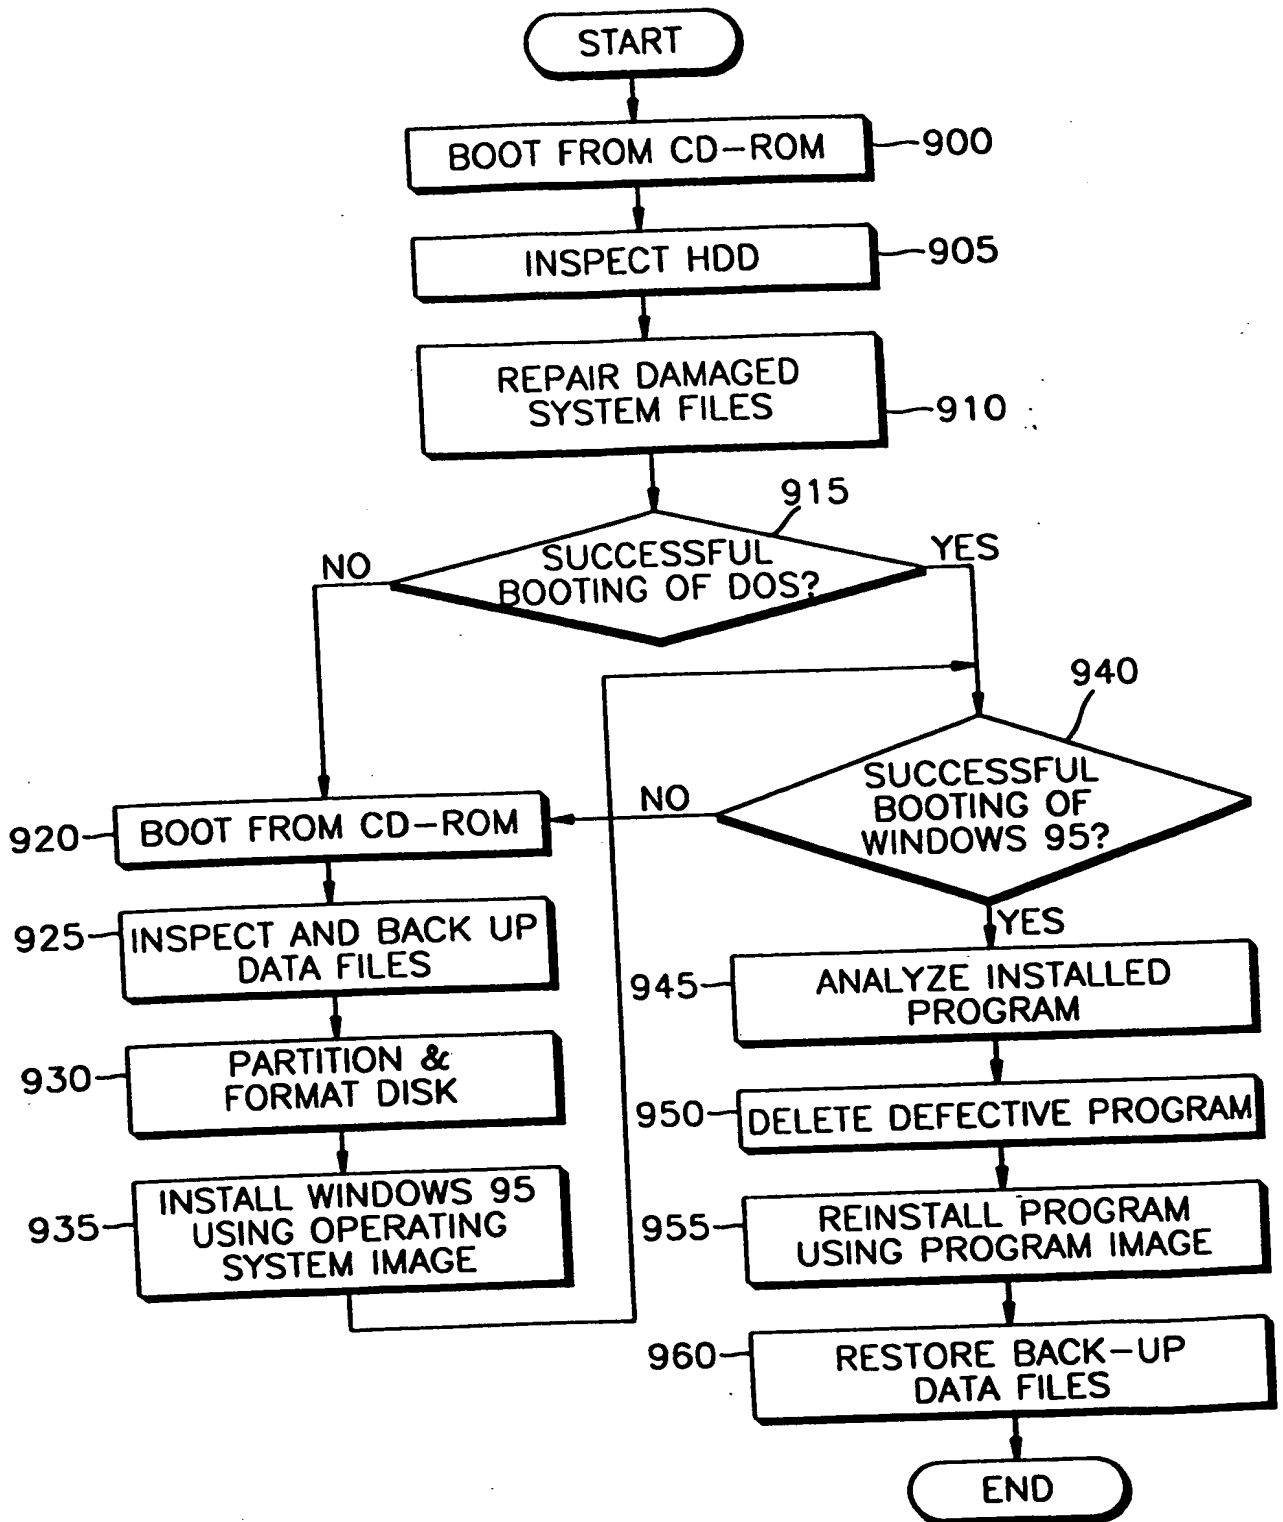 START
BOOT FROM CD-ROM
900
INSPECT HDD
905
REPAIR DAMAGED
SYSTEM FILES
910
915
SUCCESSFUL
BOOTING OF DOS?
NO
YES
940
SUCCESSFUL
BOOTING OF
WINDOWS 95?
NO
YES
920
BOOT FROM CD-ROM
925
INSPECT AND BACK UP
DATA FILES
930
PARTITION &
FORMAT DISK
935
INSTALL WINDOWS 95
USING OPERATING
SYSTEM IMAGE
945
ANALYZE INSTALLED
PROGRAM
950
DELETE DEFECTIVE PROGRAM
955
REINSTALL PROGRAM
USING PROGRAM IMAGE
960
RESTORE BACK-UP
DATA FILES
END